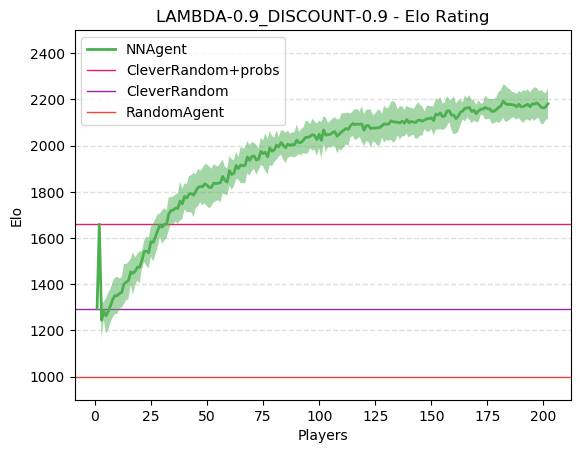 LAMBDA-0.9_DISCOUNT-0.9 - Elo Rating
NNAgent
CleverRandom+probs
CleverRandom
RandomAgent
2400
2200
2000
1800
1600
1400
1200
1000
Elo
0 25 50 75 100 125 150 175 200
Players